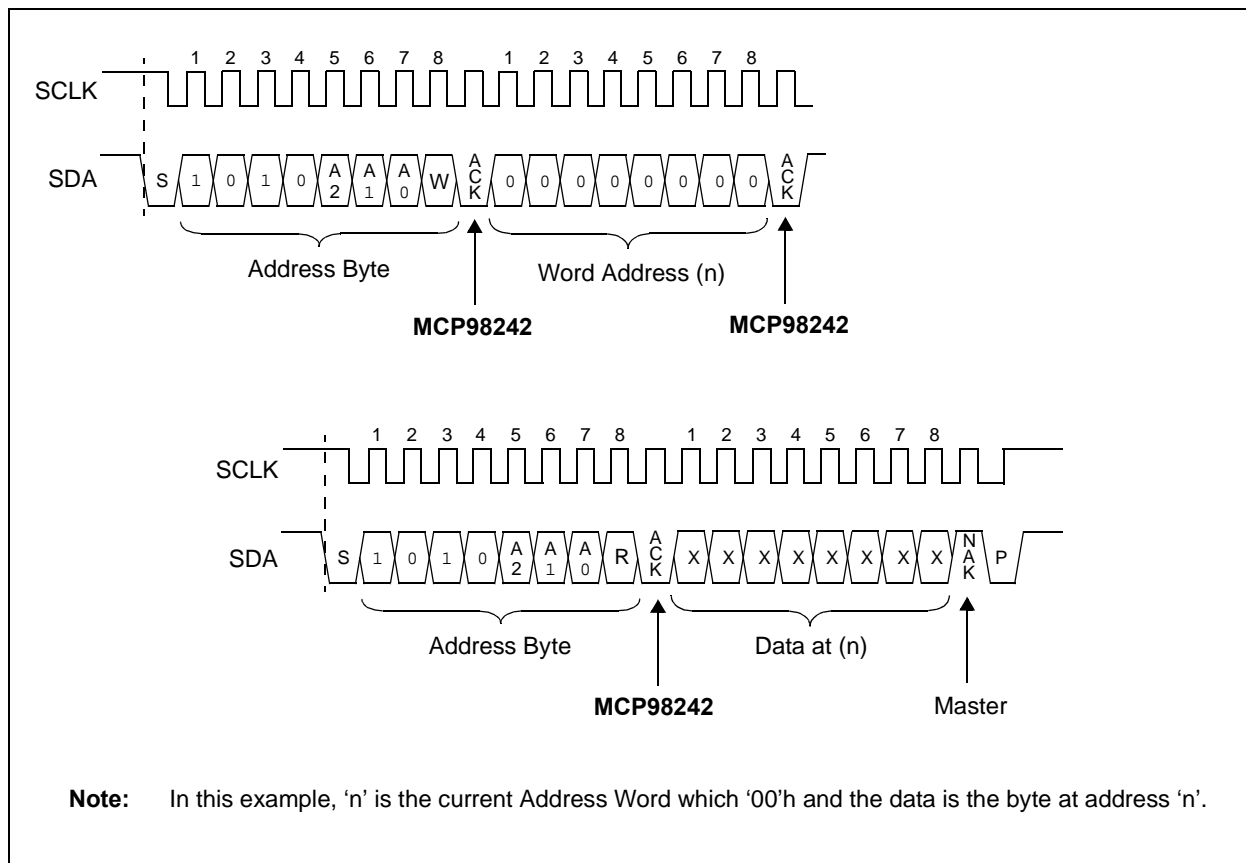 1 2 3 4 5 6 7 8 1 2 3 4 5 6 7 8
SCLK
SDA S 1 0 1 0 A2 A1 A0 W ACK 0 0 0 0 0 0 0 0 ACK
Address Byte Word Address (n)
MCP98242 MCP98242
1 2 3 4 5 6 7 8 1 2 3 4 5 6 7 8
SCLK
SDA S 1 0 1 0 A2 A1 A0 R ACK X X X X X X X X NAK P
Address Byte Data at (n)
MCP98242 Master
Note: In this example, ‘n’ is the current Address Word which ‘00’h and the data is the byte at address ‘n’.